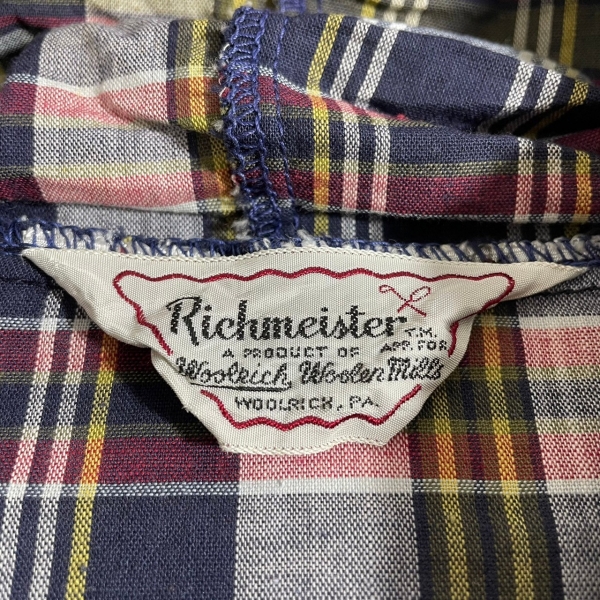 Richmeister
T.M.
A PRODUCT OF APP. FOR
Woolrich Woolen Mills
WOOLRICH, PA.